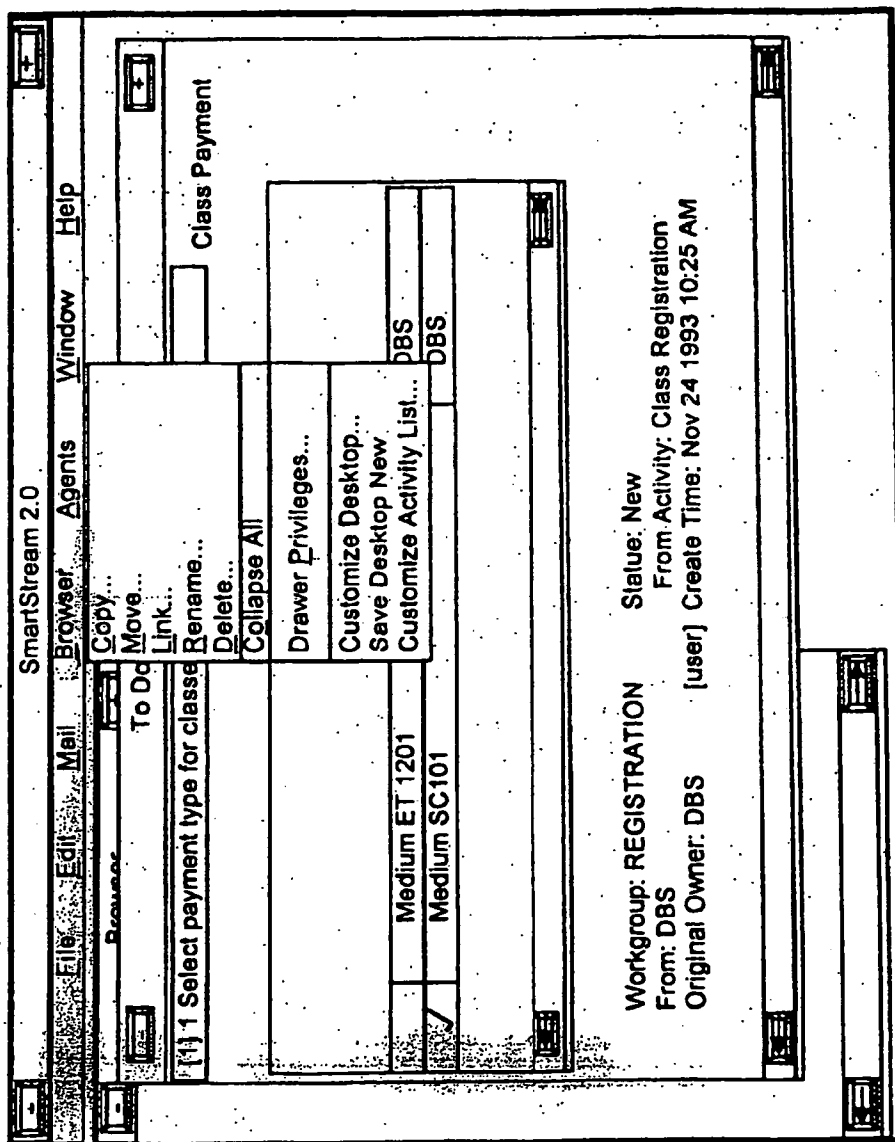 SmartStream 2.0
File Edit Mail Browser Agents Window Help
Browser
Copy...
Move...
Link...
Rename...
Delete...
Collapse All
Drawer Privileges...
Customize Desktop...
Save Desktop New
Customize Activity List...
To Do
[1] 1 Select payment type for classe
Class Payment
Medium ET 1201 DBS
Medium SC101 DBS
Workgroup: REGISTRATION Statue: New
From: DBS From Activity: Class Registration
Original Owner: DBS [user] Create Time: Nov 24 1993 10:25 AM